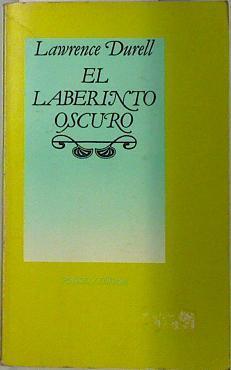 Lawrence Durell
EL
LABERINTO
OSCURO